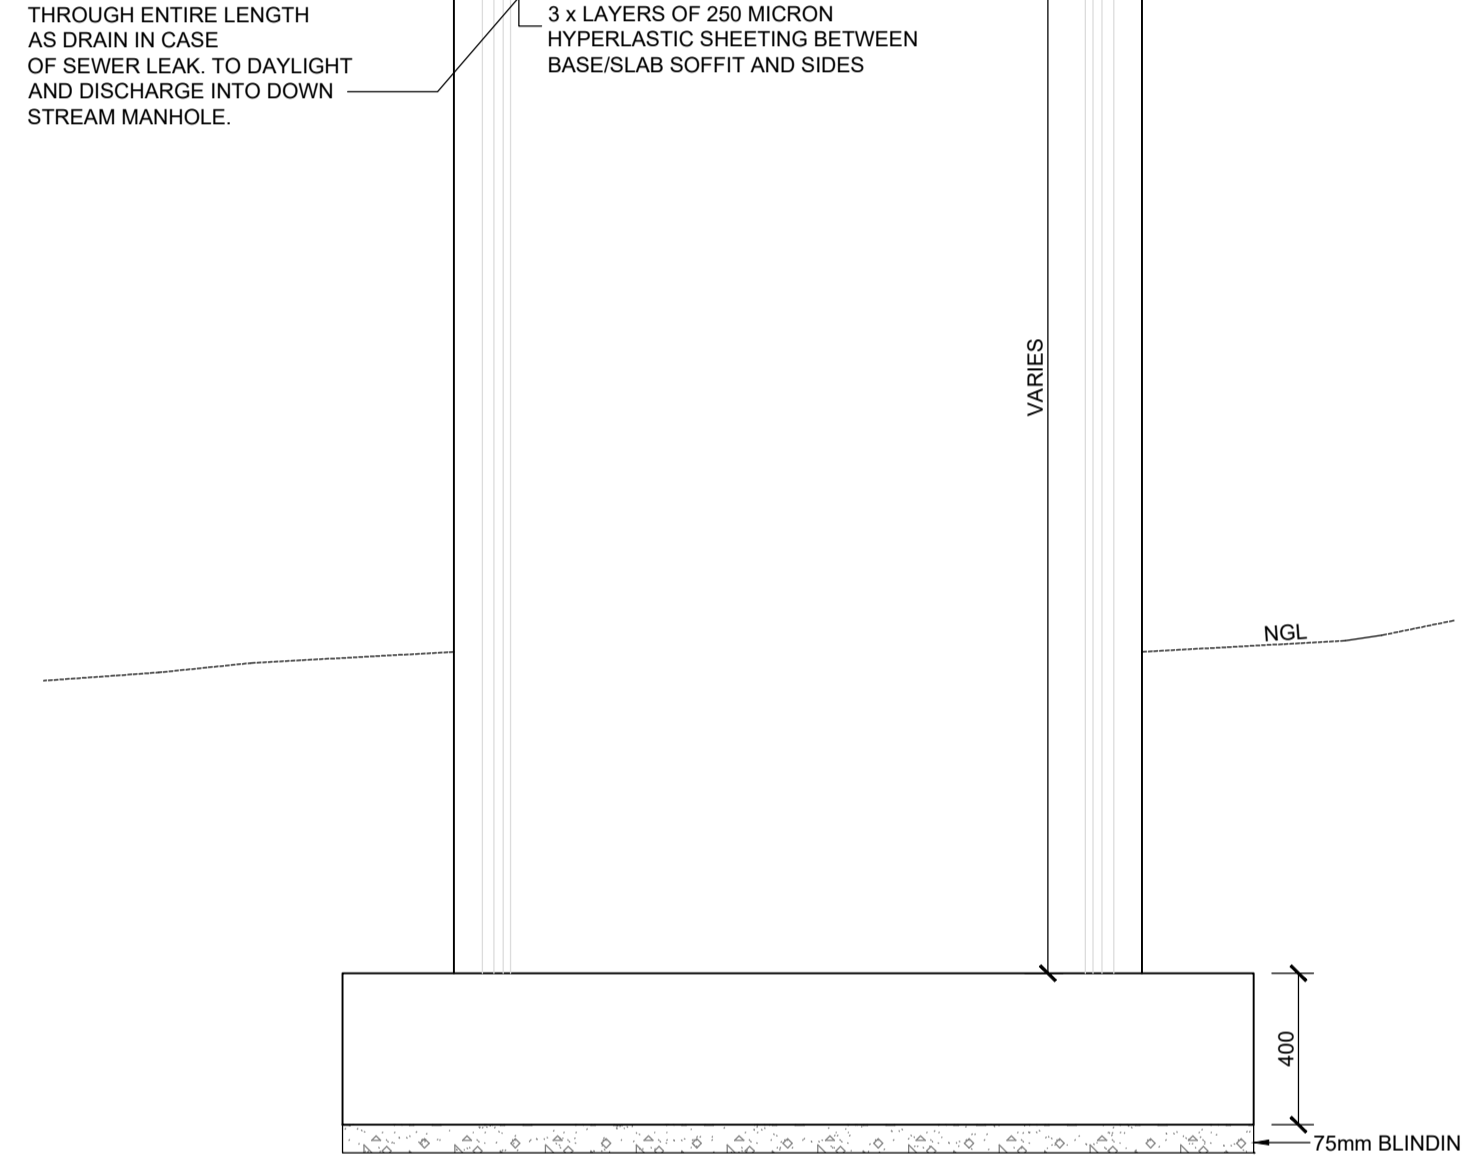 THROUGH ENTIRE LENGTH
AS DRAIN IN CASE
OF SEWER LEAK. TO DAYLIGHT
AND DISCHARGE INTO DOWN
STREAM MANHOLE.
3 x LAYERS OF 250 MICRON
HYPERLASTIC SHEETING BETWEEN
BASE/SLAB SOFFIT AND SIDES
VARIES
NGL
400
75mm BLINDIN